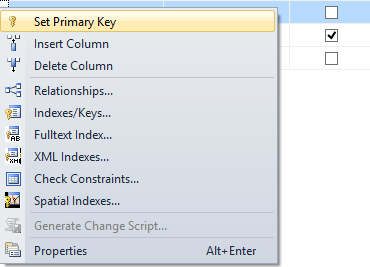 Set Primary Key
Insert Column
Delete Column
Relationships...
Indexes/Keys...
Fulltext Index...
XML Indexes...
Check Constraints...
Spatial Indexes...
Generate Change Script...
Properties Alt+Enter